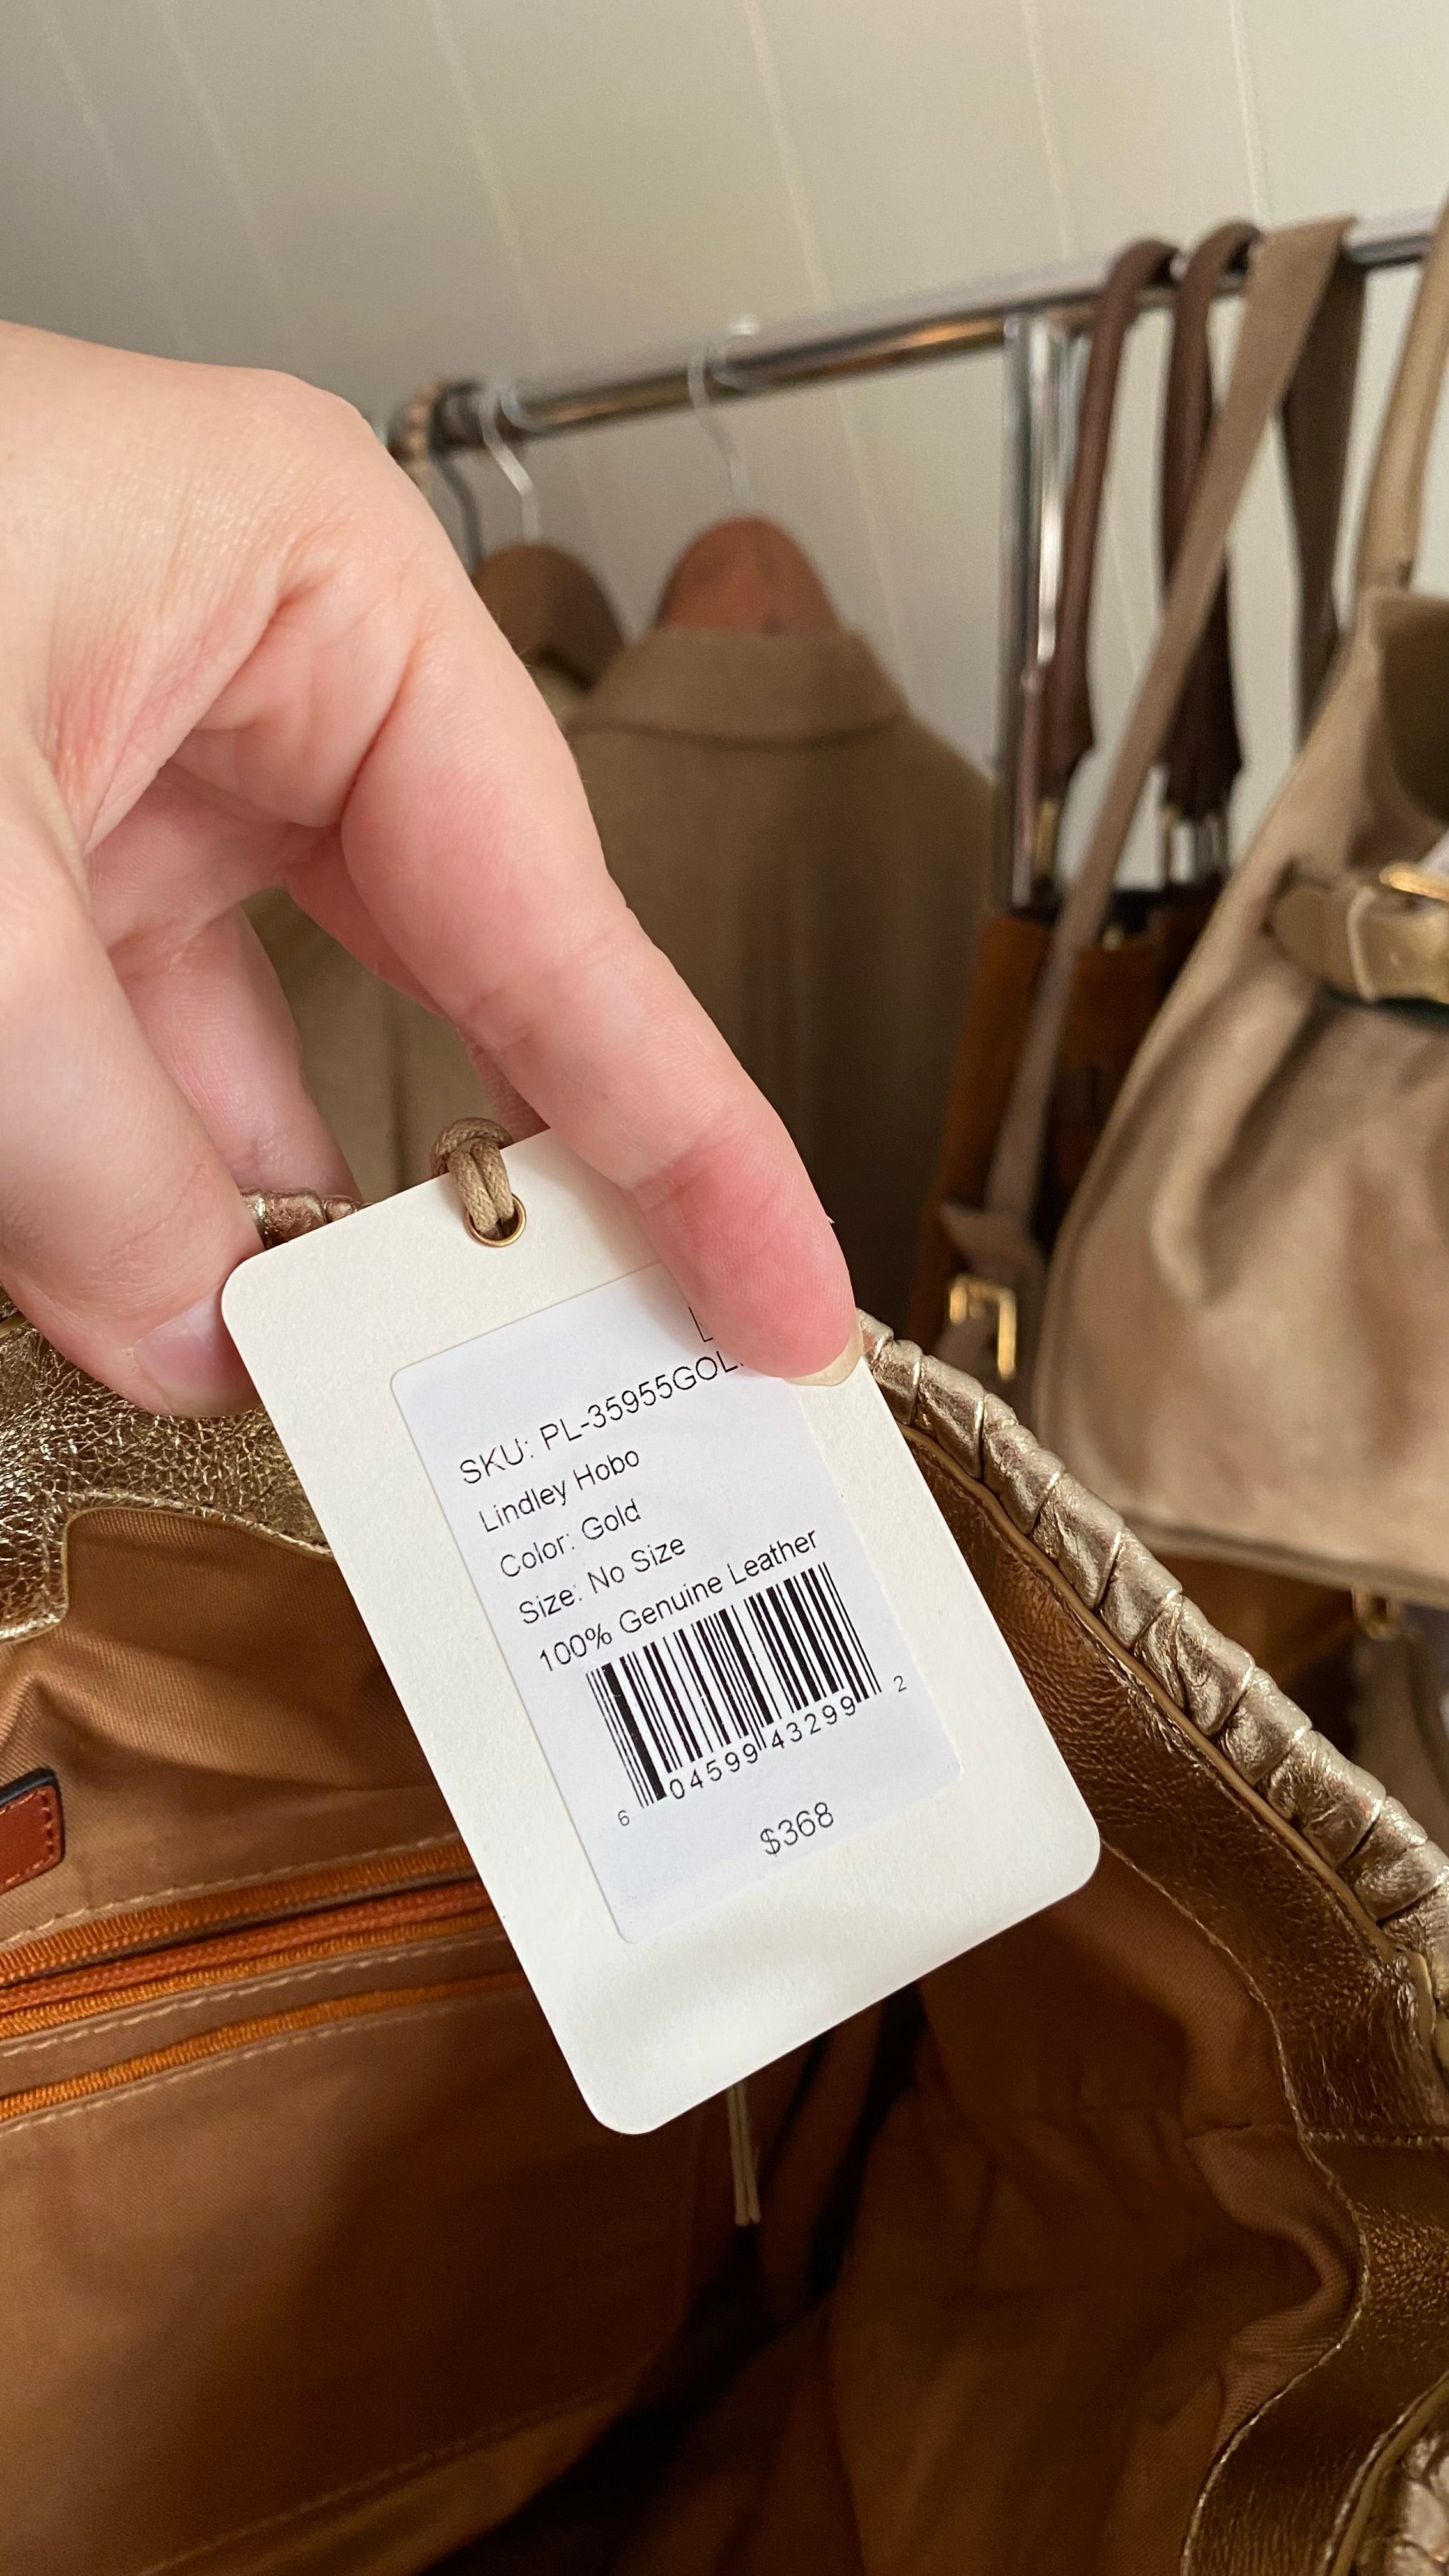 SKU: PL-35955GOL
Lindley Hobo
Color: Gold
Size: No Size
100% Genuine Leather
6 04599 43299 2
$368